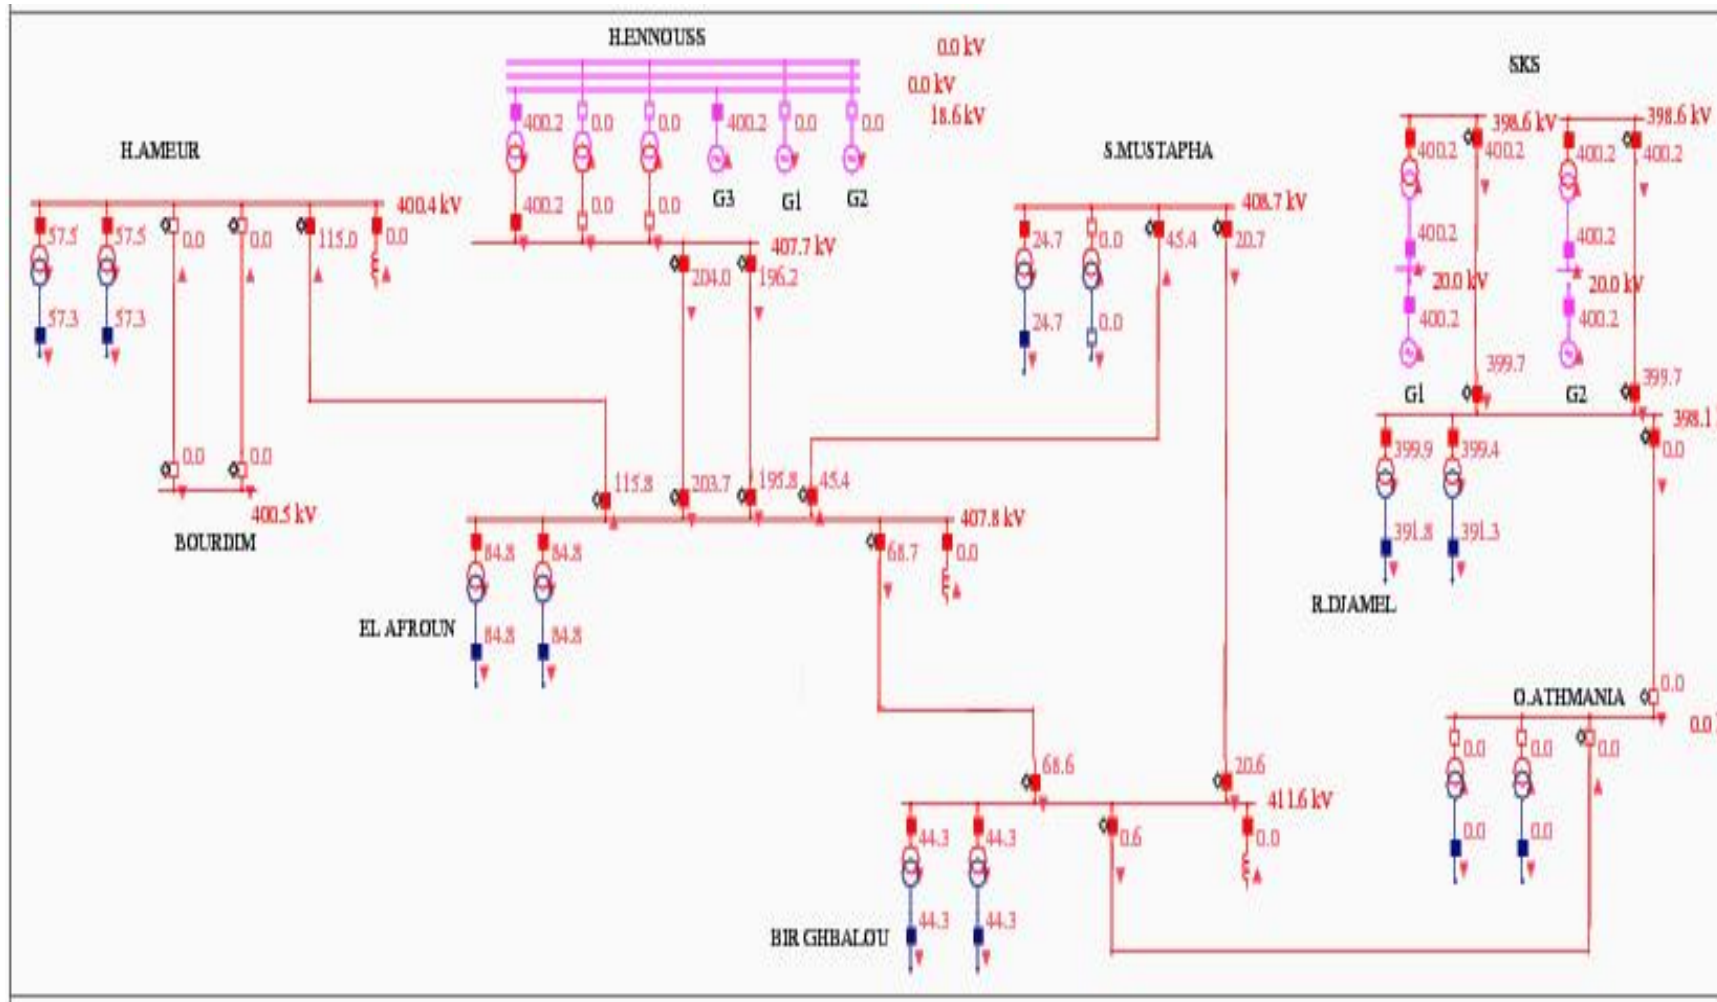 H.ENNOUSS
0.0 kV
0.0 kV
18.6 kV
400.2
0.0
0.0
400.2
0.0
0.0
G3
G1
G2
400.2
0.0
0.0
407.7 kV
204.0
196.2
H.AMEUR
400.4 kV
57.5
57.5
0.0
0.0
115.0
0.0
57.3
57.3
0.0
0.0
400.5 kV
BOURDIM
S.MUSTAPHA
408.7 kV
24.7
0.0
45.4
20.7
24.7
0.0
SKS
398.6 kV
398.6 kV
400.2
400.2
400.2
400.2
400.2
400.2
20.0 kV
20.0 kV
400.2
400.2
399.7
399.7
G1
G2
398.1
399.9
399.4
0.0
391.8
391.3
R.DJAMEL
115.8
203.7
195.8
45.4
407.8 kV
84.8
84.8
68.7
0.0
EL AFROUN
84.8
84.8
O.ATHMANIA
0.0
0.0
0.0
0.0
0.0
0.0
0.0
68.6
20.6
411.6 kV
44.3
44.3
0.6
0.0
BIR GHBALOU
44.3
44.3